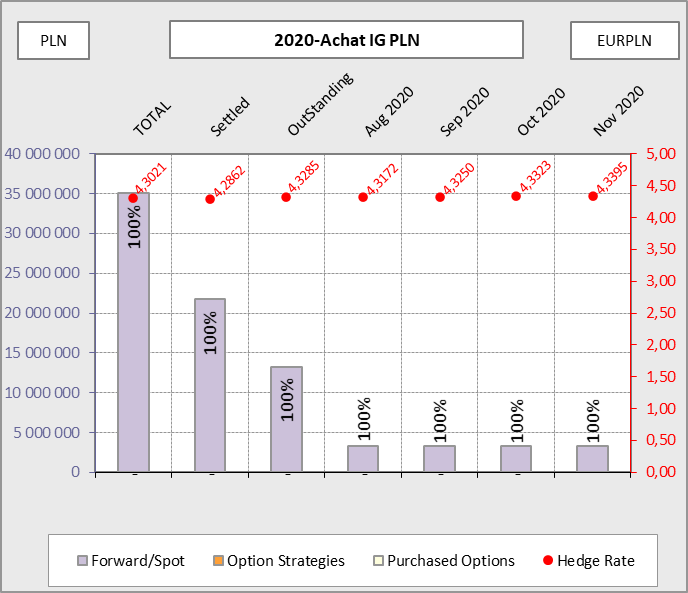 PLN
2020-Achat IG PLN
EURPLN
TOTAL
Settled
OutStanding
Aug 2020
Sep 2020
Oct 2020
Nov 2020
40 000 000
35 000 000
30 000 000
25 000 000
20 000 000
15 000 000
10 000 000
5 000 000
0
4,3021
4,2862
4,3285
4,3172
4,3250
4,3323
4,3395
100%
100%
100%
100%
100%
100%
100%
5,00
4,50
4,00
3,50
3,00
2,50
2,00
1,50
1,00
0,50
0,00
- - - - - - -
Forward/Spot Option Strategies Purchased Options Hedge Rate